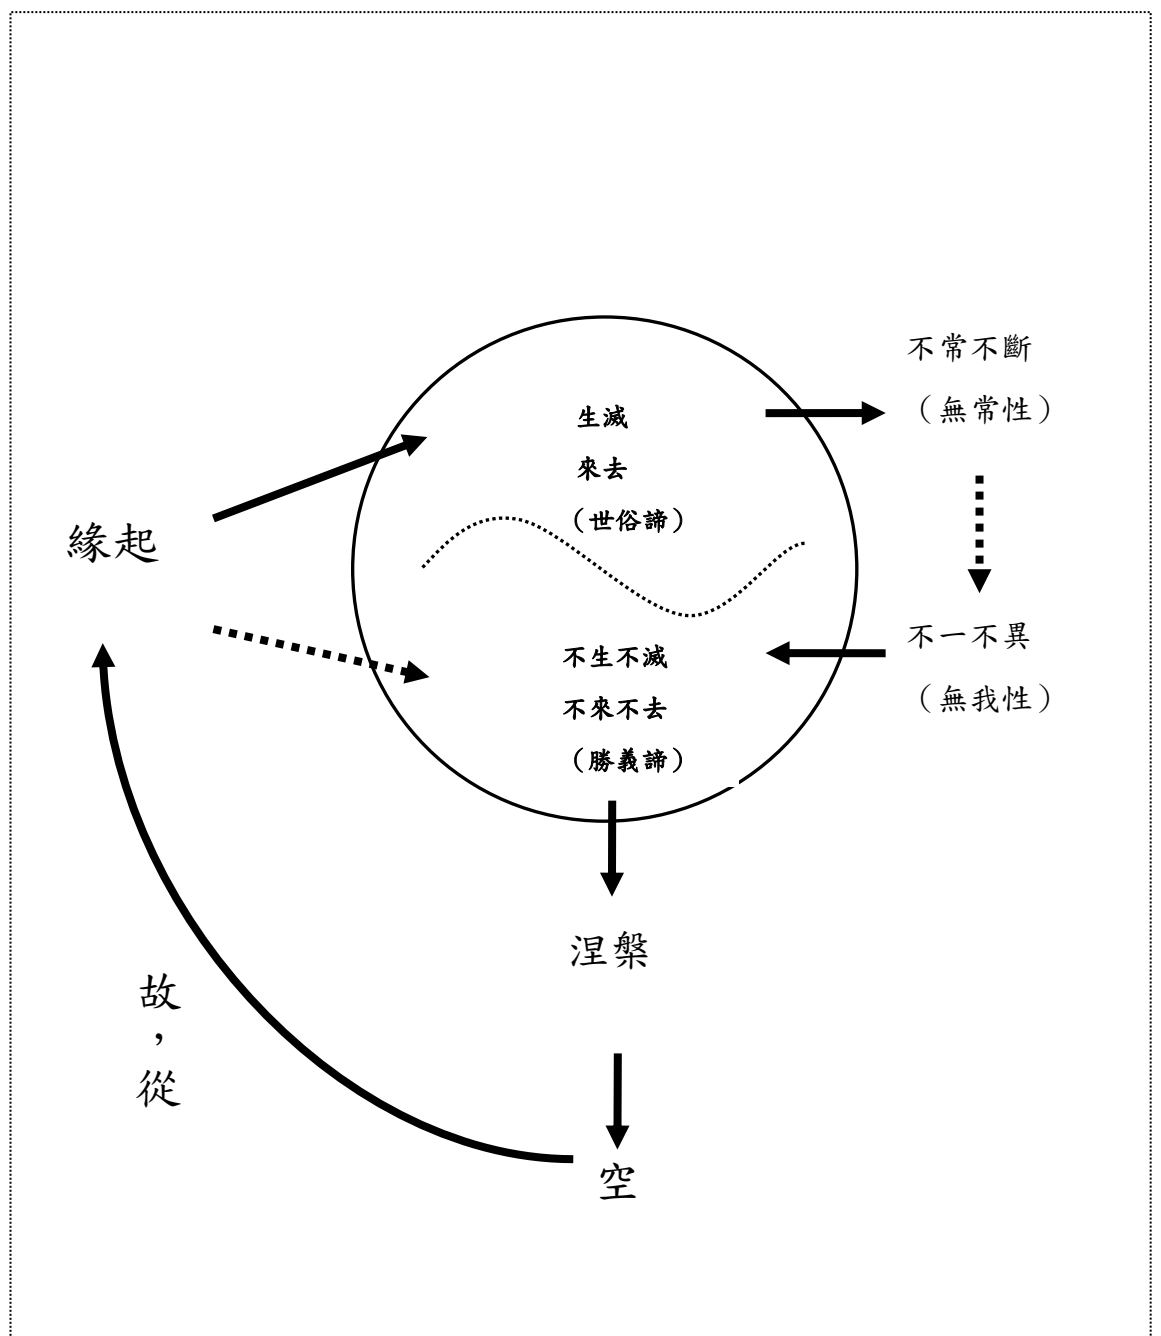 不常不斷
（無常性）
生滅
來去
（世俗諦）
緣起
不一不異
（無我性）
不生不滅
不來不去
（勝義諦）
涅槃
故，從
空